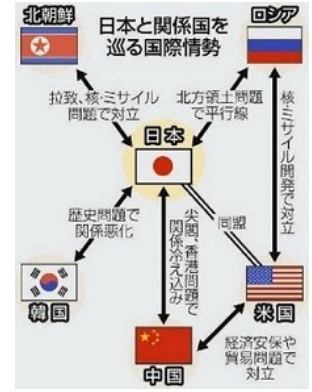 北朝鮮
日本と関係国を
巡る国際情勢
ロシア
拉致、核・ミサイル
問題で対立
北方領土問題
で平行線
核・ミサイル開発で対立
日本
歴史問題で
関係悪化
尖閣、香港問題で
関係冷え込み
同盟
韓国
米国
中国
経済安保や
貿易問題で
対立